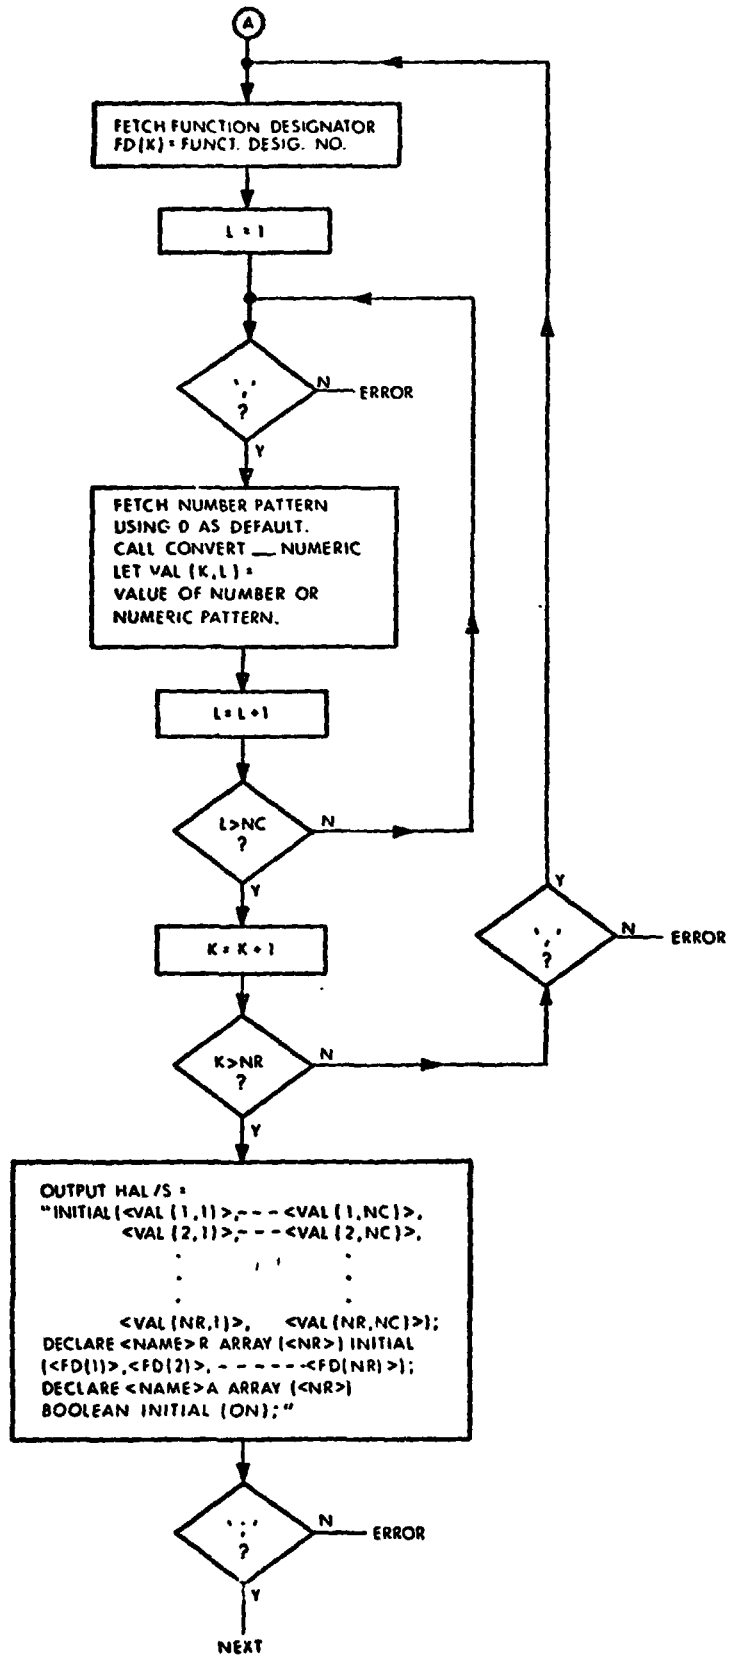 A
FETCH FUNCTION DESIGNATOR
FD(K) = FUNCT. DESIG. NO.
L = 1
','
?
N
ERROR
Y
FETCH NUMBER PATTERN
USING 0 AS DEFAULT.
CALL CONVERT __ NUMERIC
LET VAL (K,L) =
VALUE OF NUMBER OR
NUMERIC PATTERN.
L = L + 1
L>NC
?
N
Y
K = K + 1
Y
','
?
N
ERROR
K>NR
?
N
Y
OUTPUT HAL/S =
"INITIAL(<VAL(1,1)>,---<VAL(1,NC)>,
<VAL(2,1)>,---<VAL(2,NC)>,
. .
. .
. .
<VAL(NR,1)>, <VAL(NR,NC)>);
DECLARE <NAME>R ARRAY (<NR>) INITIAL
(<FD(1)>,<FD(2)>, ------<FD(NR)>);
DECLARE <NAME>A ARRAY (<NR>)
BOOLEAN INITIAL (ON);"
';'
?
N
ERROR
Y
NEXT